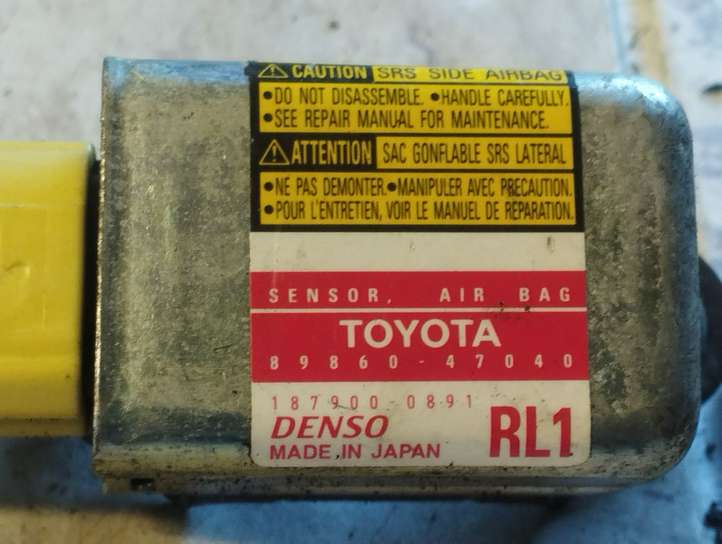 ⚠ CAUTION SRS SIDE AIRBAG
•DO NOT DISASSEMBLE. •HANDLE CAREFULLY.
•SEE REPAIR MANUAL FOR MAINTENANCE.
⚠ATTENTION SAC GONFLABLE SRS LATERAL
•NE PAS DEMONTER.•MANIPULER AVEC PRECAUTION.
•POUR L'ENTRETIEN, VOIR LE MANUEL DE REPARATION.
SENSOR, AIR BAG
TOYOTA
89860-47040
187900-0891
DENSO RL1
MADE IN JAPAN